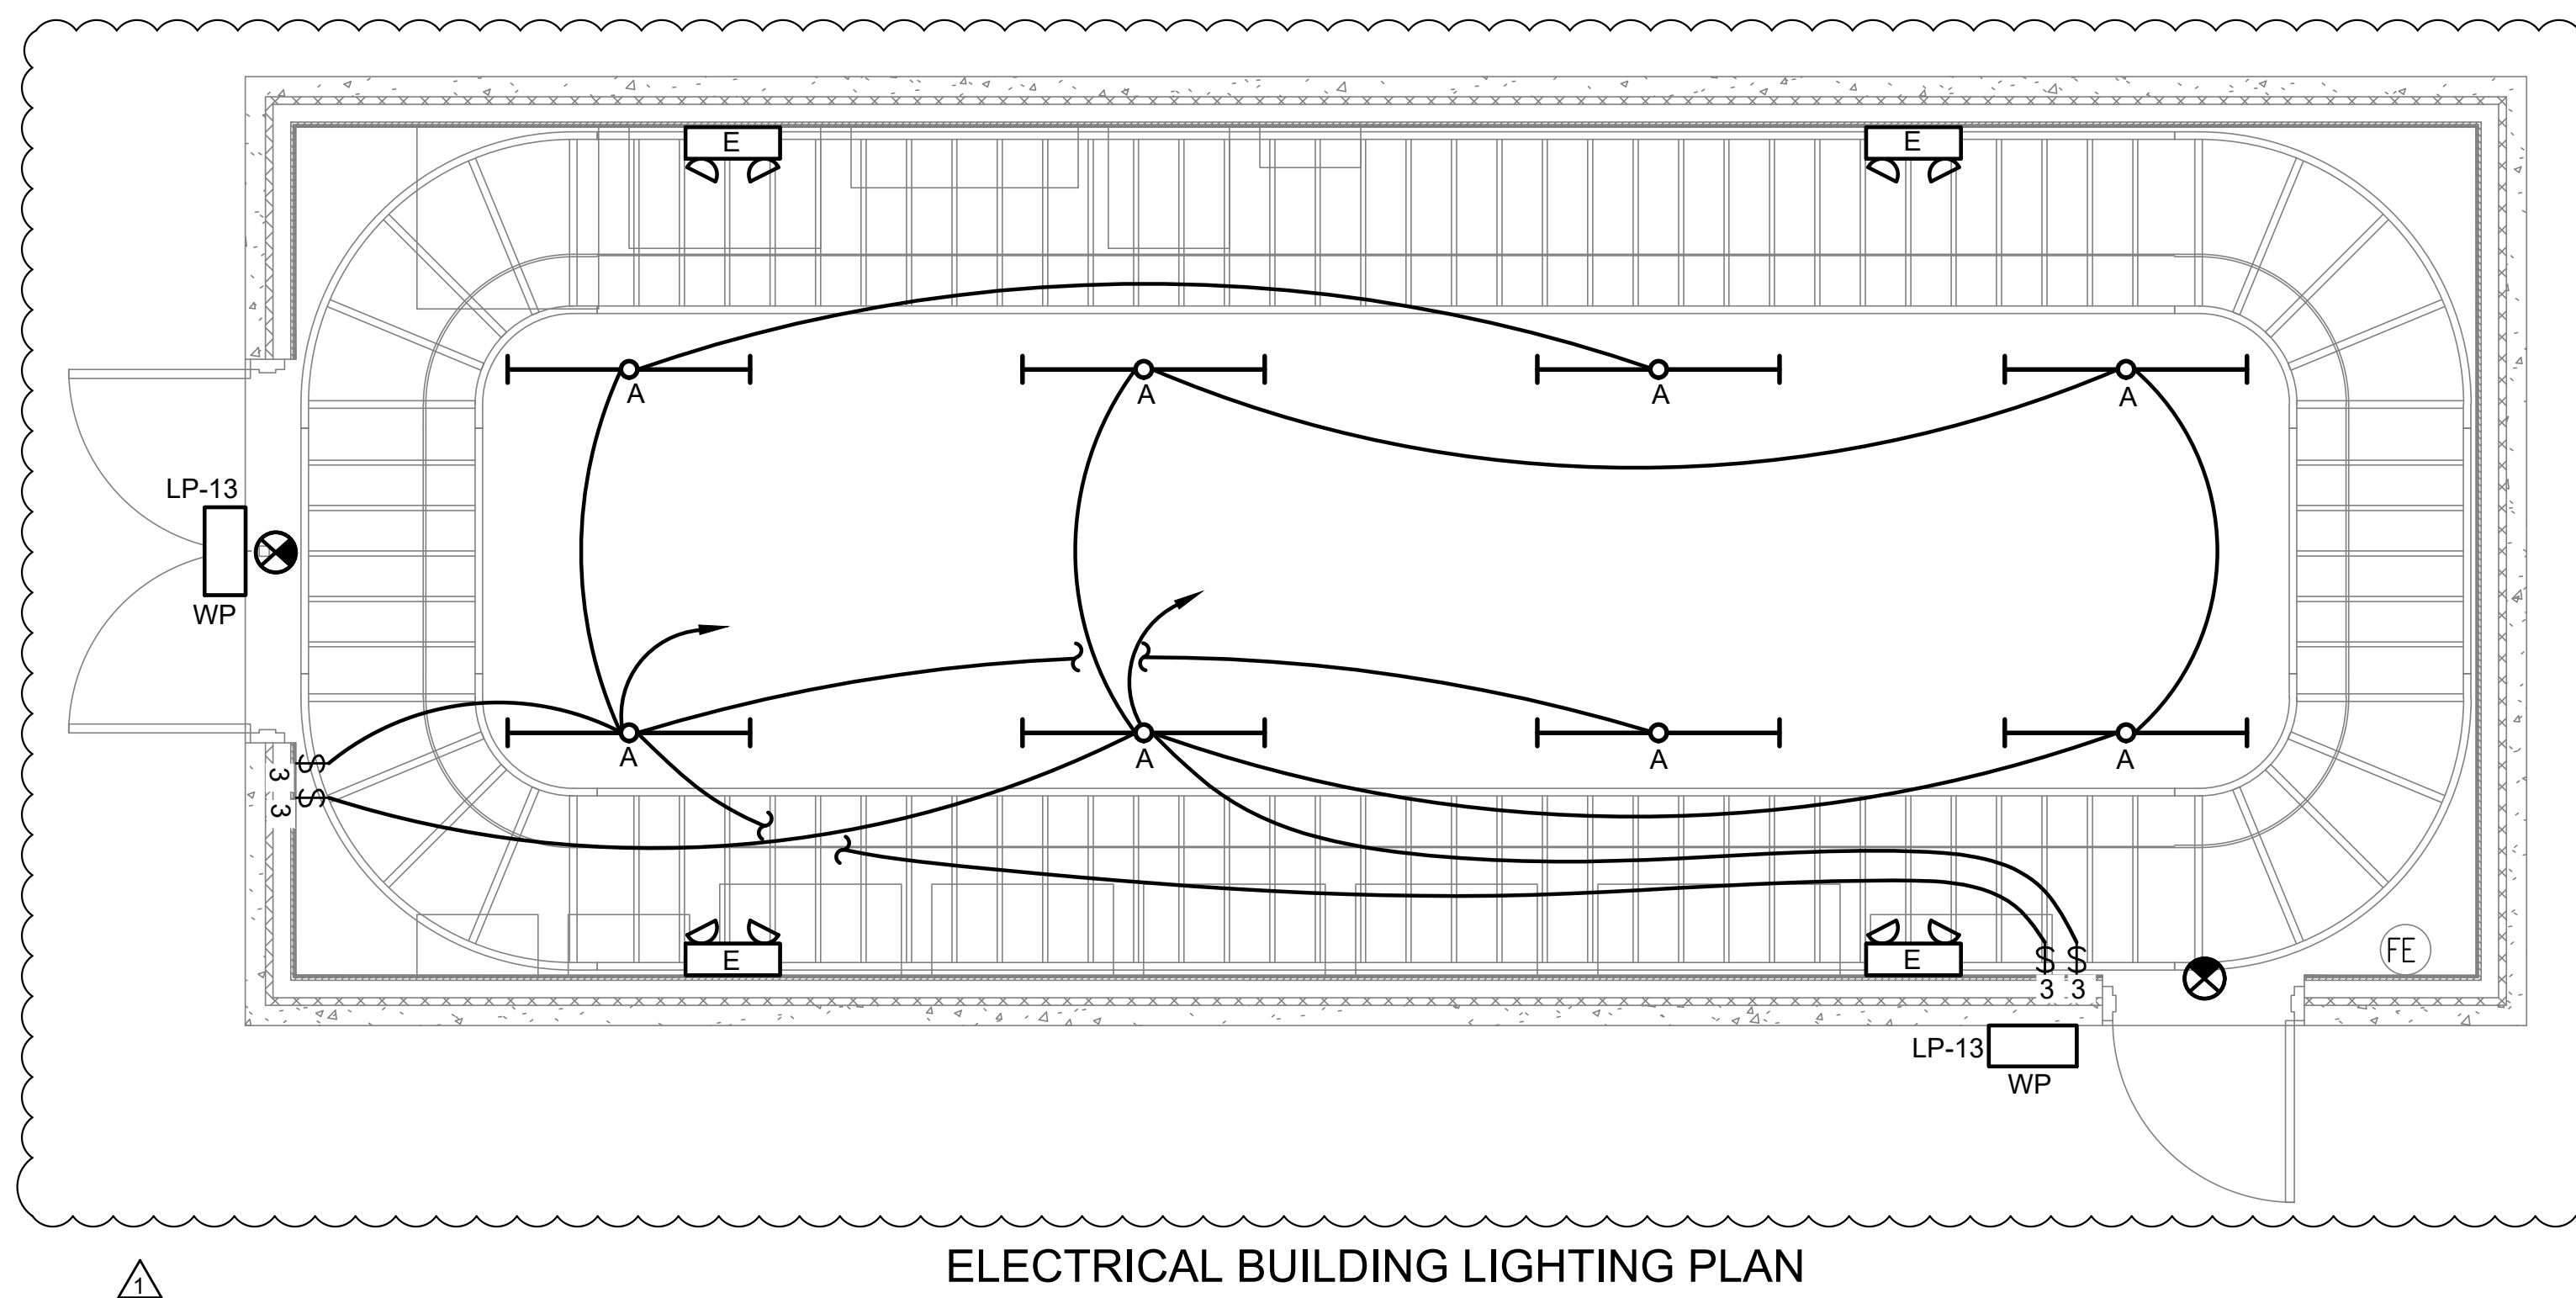 E
E
A
A
A
A
LP-13
WP
A
A
A
A
$ 3
$ 3
E
E
$ $
3 3
FE
LP-13
WP
ELECTRICAL BUILDING LIGHTING PLAN
1